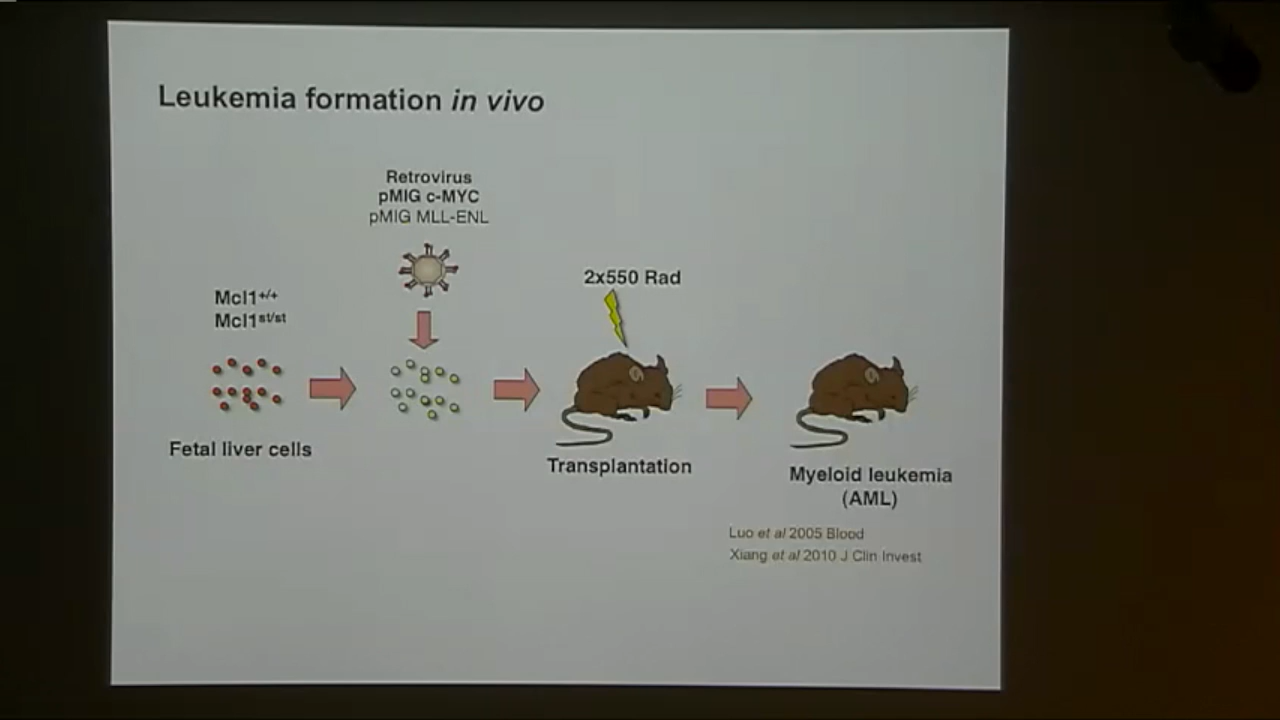 Leukemia formation in vivo
Retrovirus
pMIG c-MYC
pMIG MLL-ENL
2x550 Rad
Mcl1+/+
Mcl1st/st
Fetal liver cells
Transplantation
Myeloid leukemia
(AML)
Luo et al 2005 Blood
Xiang et al 2010 J Clin Invest